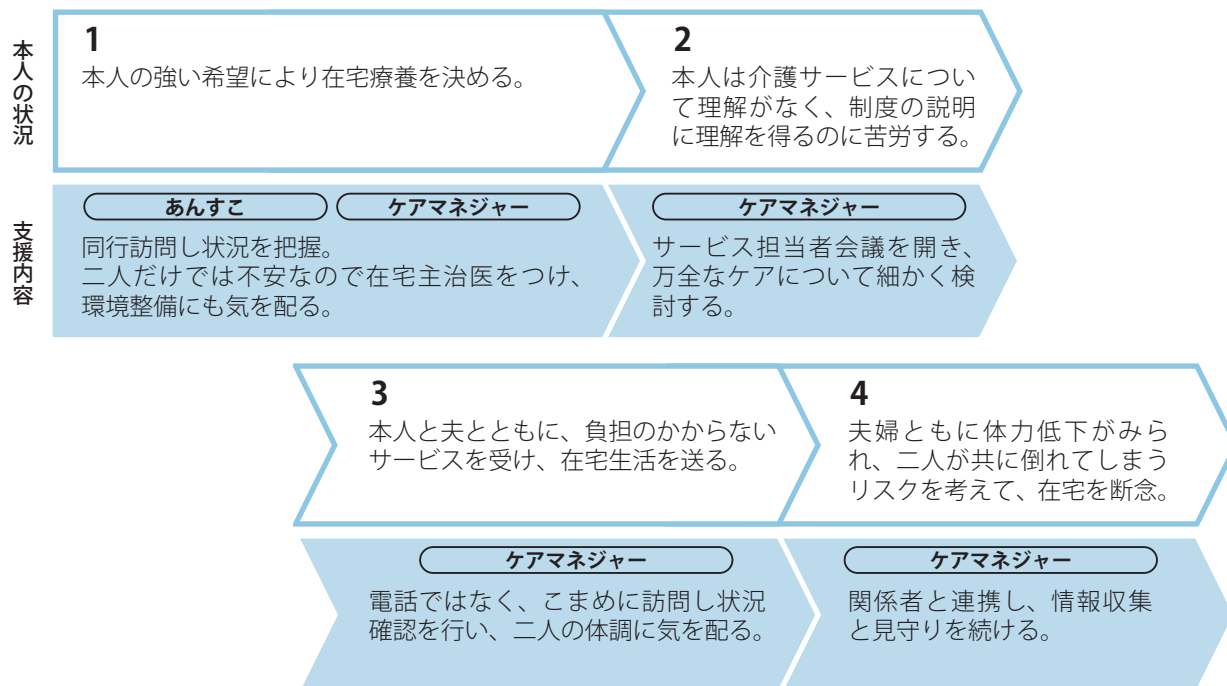 本人の状況
1
本人の強い希望により在宅療養を決める。
2
本人は介護サービスについ
て理解がなく、制度の説明
に理解を得るのに苦労する。
支援内容
あんすこ
ケアマネジャー
同行訪問し状況を把握。
二人だけでは不安なので在宅主治医をつけ、
環境整備にも気を配る。
ケアマネジャー
サービス担当者会議を開き、
万全なケアについて細かく検
討する。
3
本人と夫とともに、負担のかからない
サービスを受け、在宅生活を送る。
4
夫婦ともに体力低下がみら
れ、二人が共に倒れてしまう
リスクを考えて、在宅を断念。
ケアマネジャー
電話ではなく、こまめに訪問し状況
確認を行い、二人の体調に気を配る。
ケアマネジャー
関係者と連携し、情報収集
と見守りを続ける。